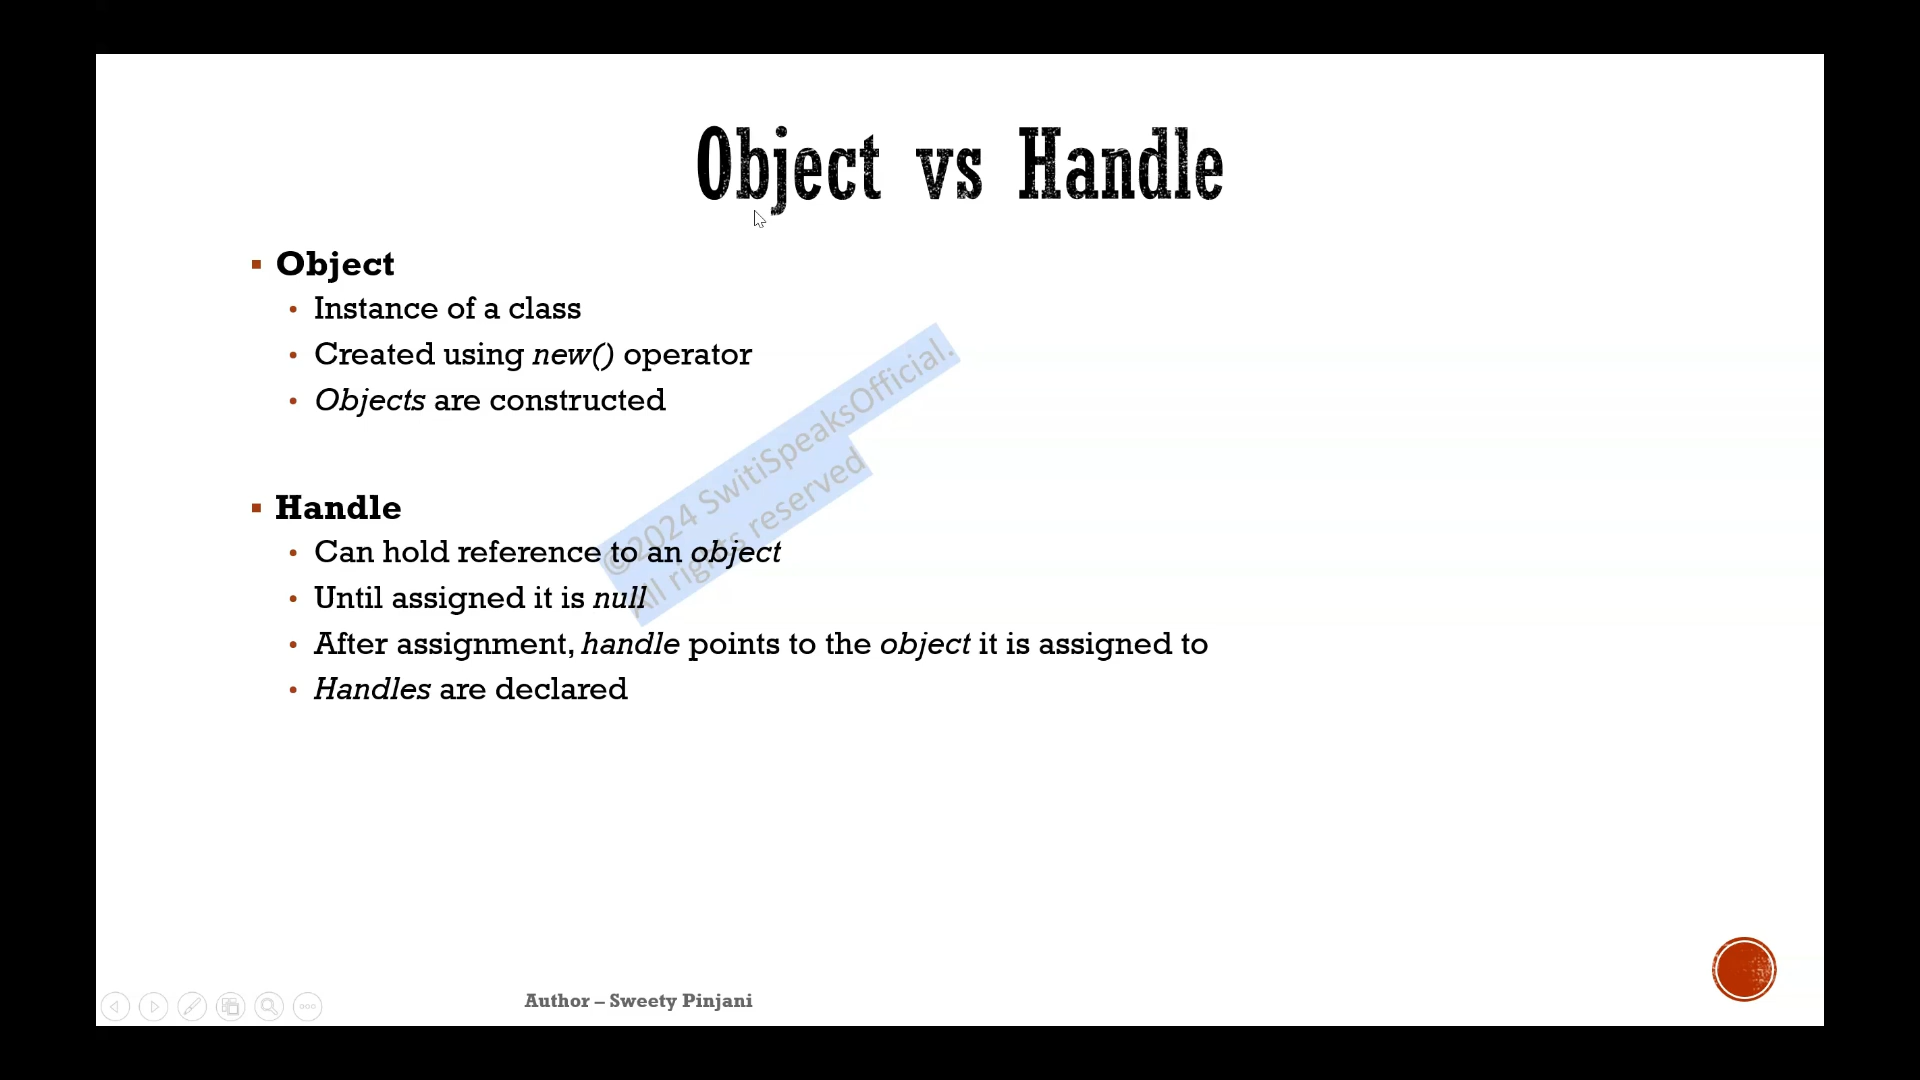 Object vs Handle
Object
Instance of a class
Created using new() operator
Objects are constructed
©2024 SwitiSpeaksOfficial.
All rights reserved
Handle
Can hold reference to an object
Until assigned it is null
After assignment, handle points to the object it is assigned to
Handles are declared
Author – Sweety Pinjani